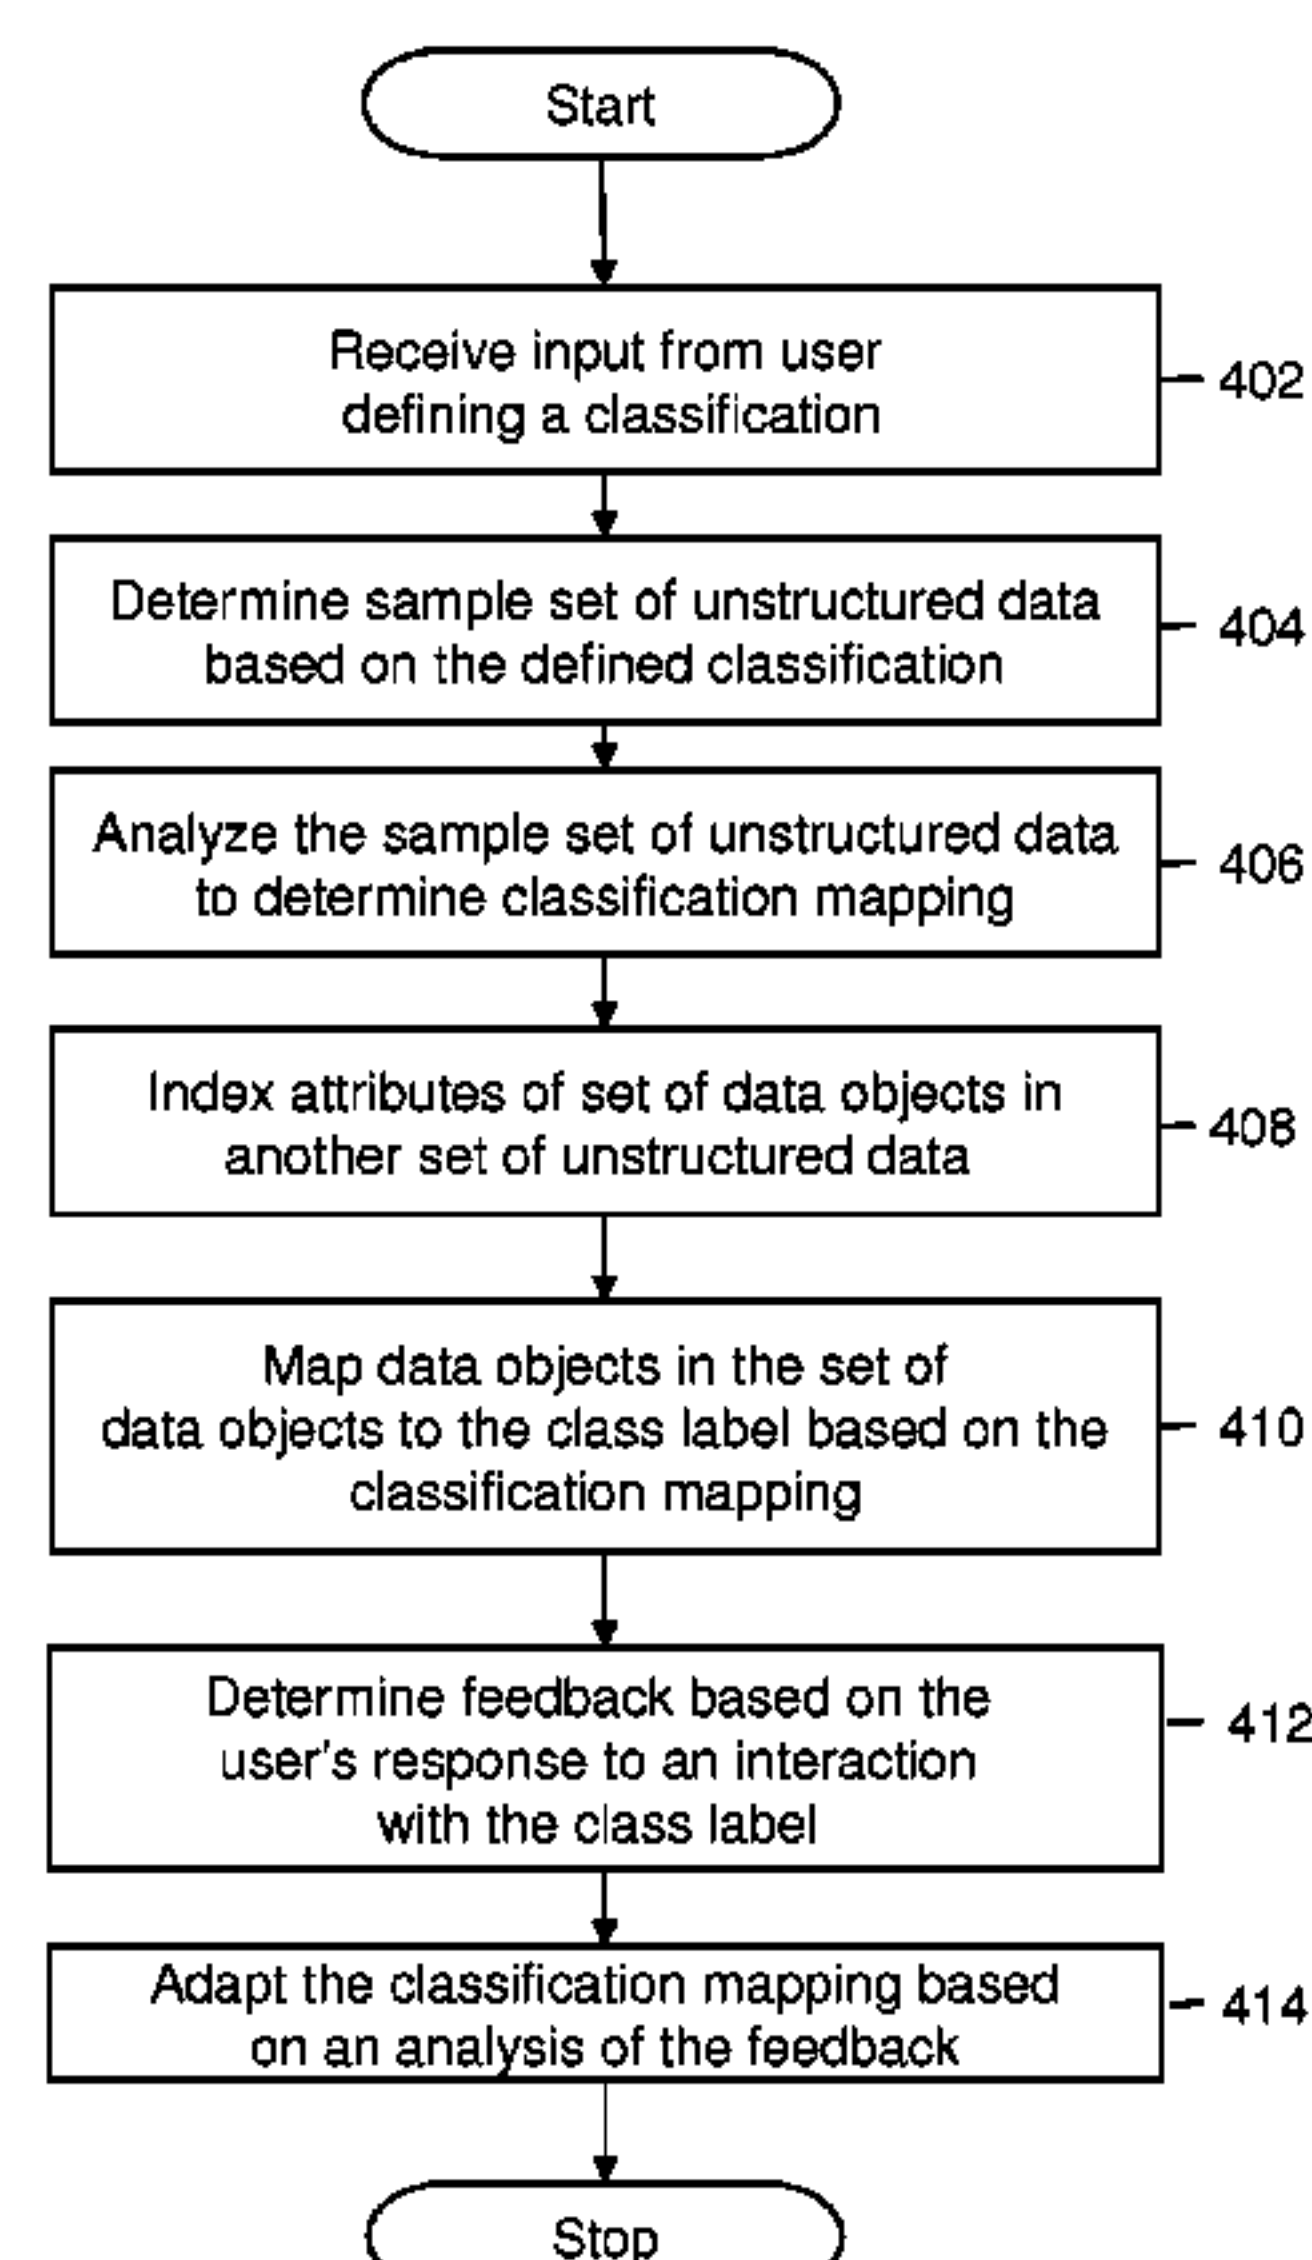 Start
Receive input from user
defining a classification
402
Determine sample set of unstructured data
based on the defined classification
404
Analyze the sample set of unstructured data
to determine classification mapping
406
Index attributes of set of data objects in
another set of unstructured data
408
Map data objects in the set of
data objects to the class label based on the
classification mapping
410
Determine feedback based on the
user's response to an interaction
with the class label
412
Adapt the classification mapping based
on an analysis of the feedback
414
Stop